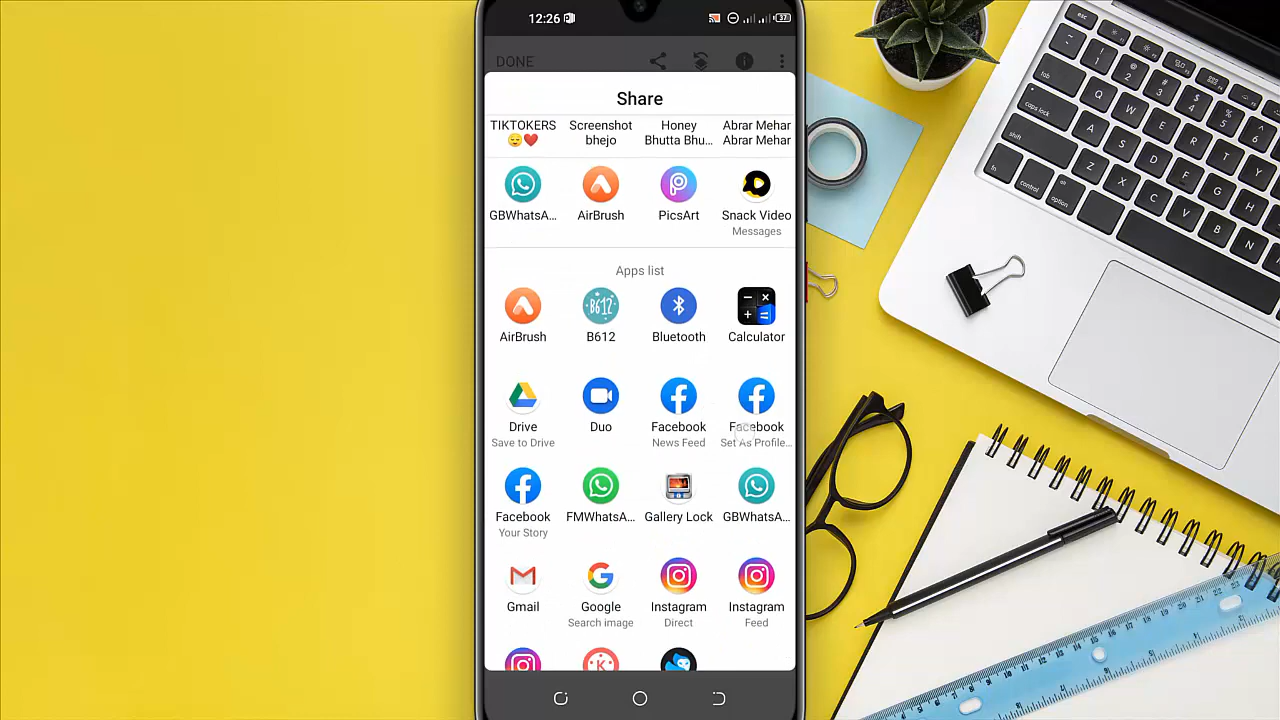 12:26
37
DONE
Share
TIKTOKERS
😌❤️
Screenshot
bhejo
Honey
Bhutta Bhu...
Abrar Mehar
Abrar Mehar
GBWhatsA...
AirBrush
PicsArt
Snack Video
Messages
Apps list
AirBrush
B612
Bluetooth
Calculator
Drive
Save to Drive
Duo
Facebook
News Feed
Facebook
Set As Profile...
Facebook
Your Story
FMWhatsA...
Gallery Lock
GBWhatsA...
Gmail
Google
Search image
Instagram
Direct
Instagram
Feed